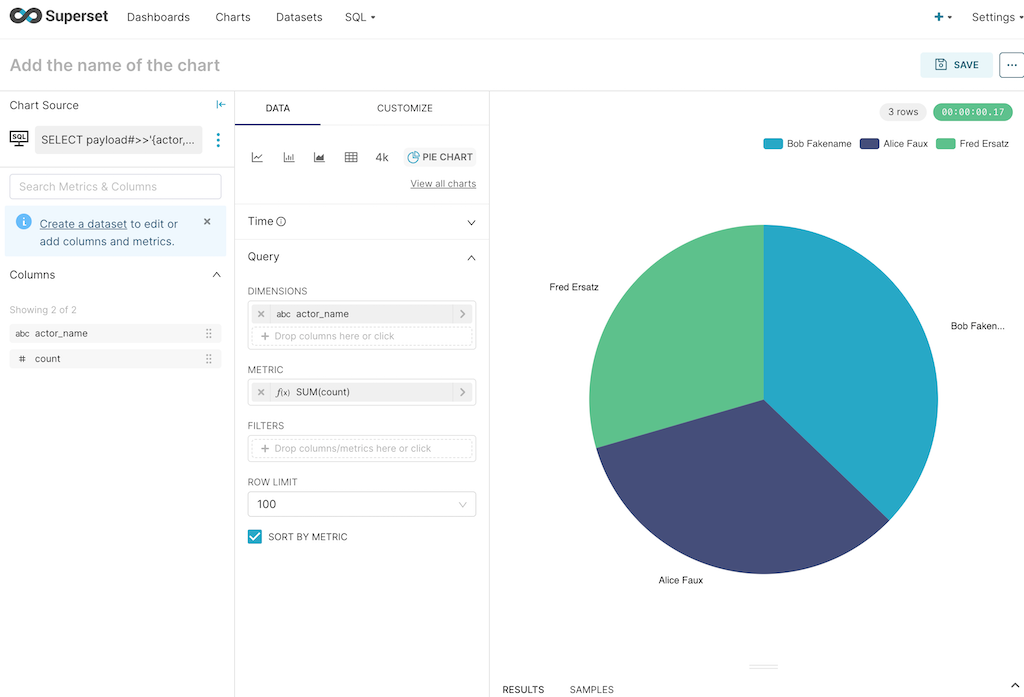 Superset Dashboards Charts Datasets SQL Settings
Add the name of the chart
SAVE
Chart Source
SQL SELECT payload#>>'{actor,...
Search Metrics & Columns
Create a dataset to edit or
add columns and metrics.
Columns
Showing 2 of 2
abc actor_name
# count
DATA CUSTOMIZE
4k PIE CHART
View all charts
Time
Query
DIMENSIONS
abc actor_name
Drop columns here or click
METRIC
f(x) SUM(count)
FILTERS
Drop columns/metrics here or click
ROW LIMIT
100
SORT BY METRIC
3 rows 00:00:00.17
Bob Fakename Alice Faux Fred Ersatz
Fred Ersatz
Bob Faken...
Alice Faux
RESULTS SAMPLES